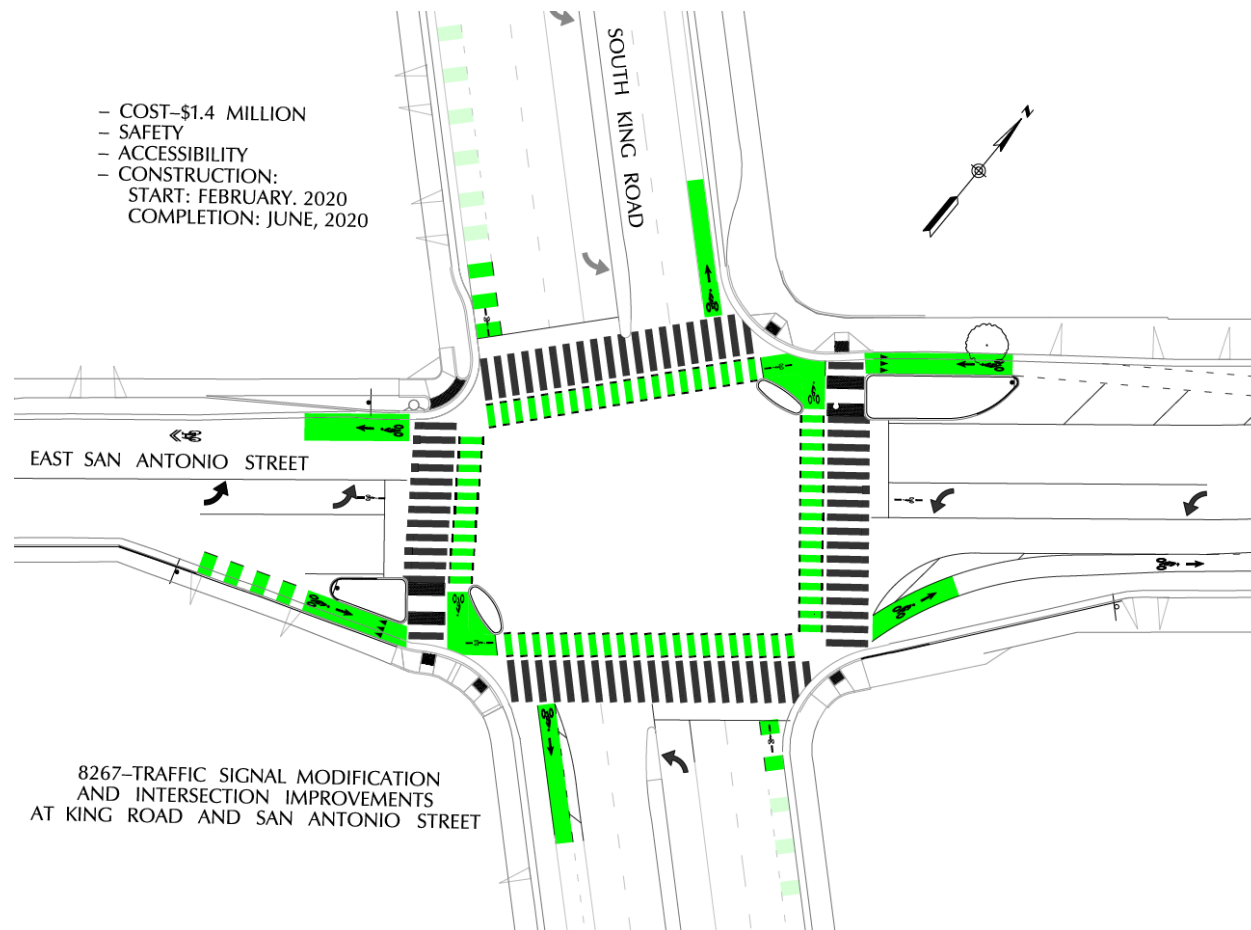 SOUTH KING ROAD
– COST–$1.4 MILLION
– SAFETY
– ACCESSIBILITY
– CONSTRUCTION:
START: FEBRUARY. 2020
COMPLETION: JUNE, 2020
N
EAST SAN ANTONIO STREET
8267–TRAFFIC SIGNAL MODIFICATION
AND INTERSECTION IMPROVEMENTS
AT KING ROAD AND SAN ANTONIO STREET